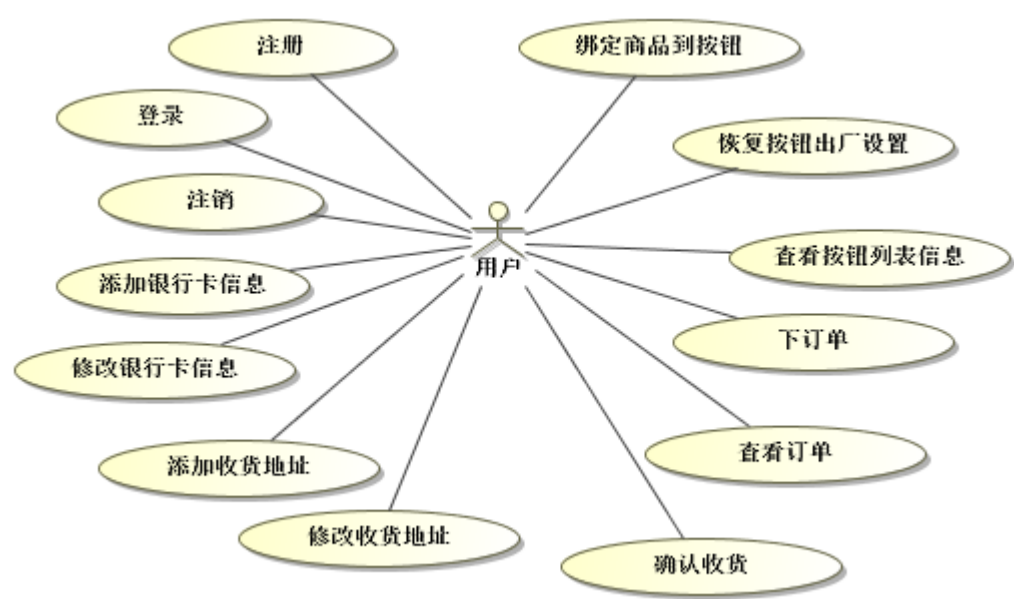 注册
绑定商品到按钮
登录
恢复按钮出厂设置
注销
查看按钮列表信息
用户
添加银行卡信息
下订单
修改银行卡信息
查看订单
添加收货地址
修改收货地址
确认收货